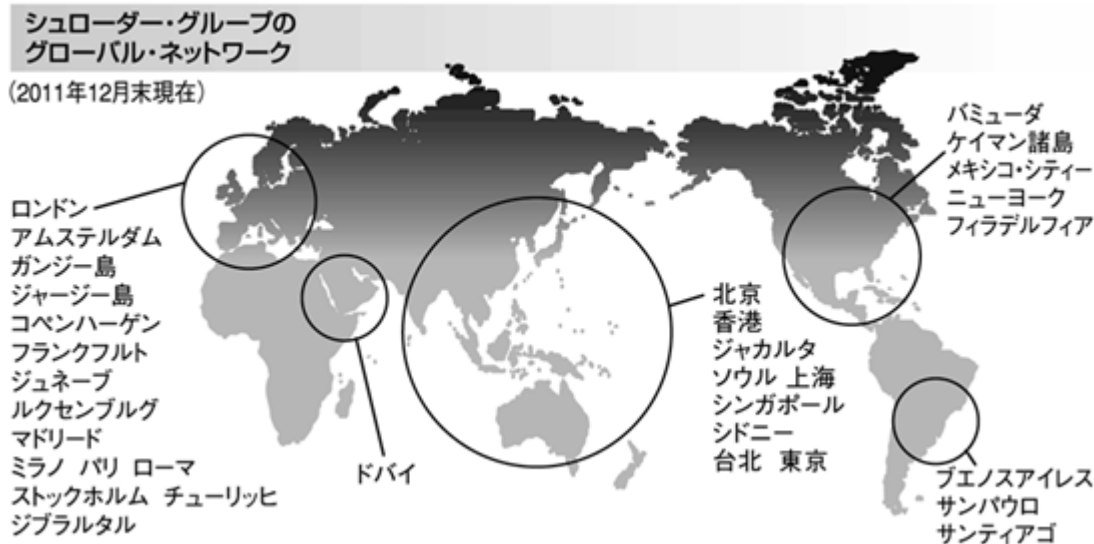 シュローダー・グループの
グローバル・ネットワーク
(2011年12月末現在)
ロンドン
アムステルダム
ガンジー島
ジャージー島
コペンハーゲン
フランクフルト
ジュネーブ
ルクセンブルグ
マドリード
ミラノ パリ ローマ
ストックホルム チューリッヒ
ジブラルタル
ドバイ
北京
香港
ジャカルタ
ソウル 上海
シンガポール
シドニー
台北 東京
バミューダ
ケイマン諸島
メキシコ・シティー
ニューヨーク
フィラデルフィア
ブエノスアイレス
サンパウロ
サンティアゴ